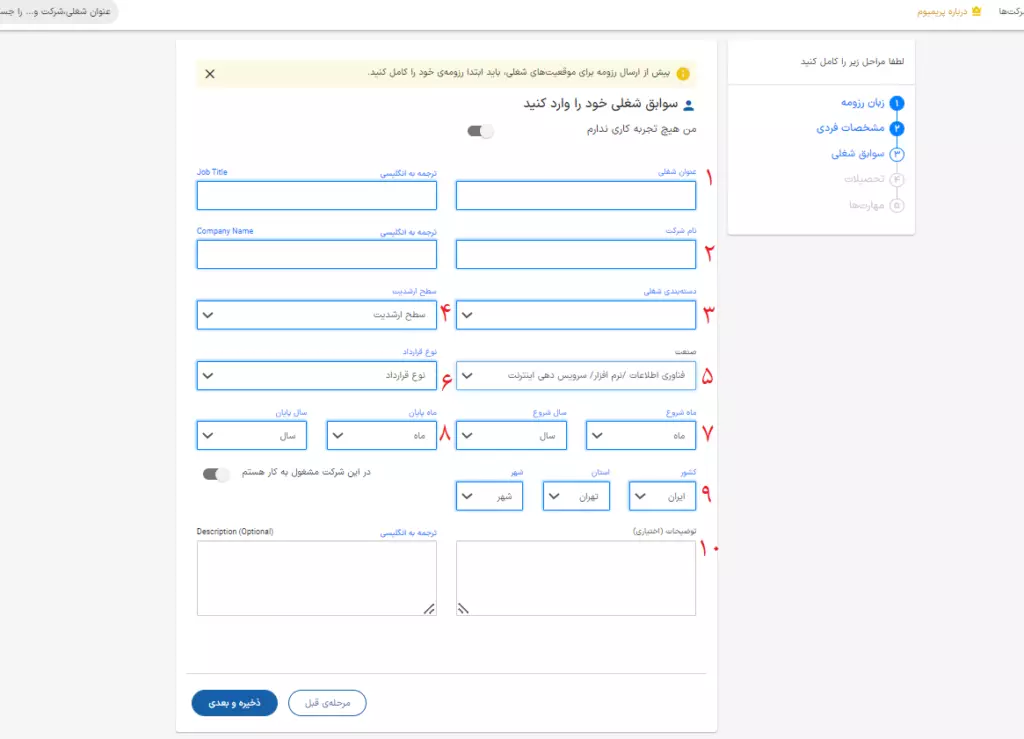 شرکت‌ها
درباره پریمیوم
عنوان شغلی،شرکت و... را جس
لطفا مراحل زیر را کامل کنید
۱ زبان رزومه
۲ مشخصات فردی
۳ سوابق شغلی
۴ تحصیلات
۵ مهارت‌ها
پیش از ارسال رزومه برای موقعیت‌های شغلی، باید ابتدا رزومه‌ی خود را کامل کنید.
سوابق شغلی خود را وارد کنید
من هیچ تجربه کاری ندارم
۱ عنوان شغلی ترجمه به انگلیسی Job Title
۲ نام شرکت ترجمه به انگلیسی Company Name
دسته‌بندی شغلی سطح ارشدیت
۳ ۴ سطح ارشدیت
صنعت نوع قرارداد
۵ فناوری اطلاعات /نرم افزار/ سرویس دهی اینترنت ۶ نوع قرارداد
ماه شروع سال شروع ماه پایان سال پایان
۷ ماه سال ۸ ماه سال
کشور استان شهر در این شرکت مشغول به کار هستم
۹ ایران تهران شهر
توضیحات (اختیاری) ترجمه به انگلیسی Description (Optional)
۱۰
مرحله‌ی قبل ذخیره و بعدی